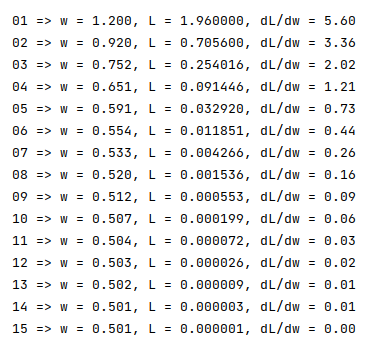 01 => w = 1.200, L = 1.960000, dL/dw = 5.60
02 => w = 0.920, L = 0.705600, dL/dw = 3.36
03 => w = 0.752, L = 0.254016, dL/dw = 2.02
04 => w = 0.651, L = 0.091446, dL/dw = 1.21
05 => w = 0.591, L = 0.032920, dL/dw = 0.73
06 => w = 0.554, L = 0.011851, dL/dw = 0.44
07 => w = 0.533, L = 0.004266, dL/dw = 0.26
08 => w = 0.520, L = 0.001536, dL/dw = 0.16
09 => w = 0.512, L = 0.000553, dL/dw = 0.09
10 => w = 0.507, L = 0.000199, dL/dw = 0.06
11 => w = 0.504, L = 0.000072, dL/dw = 0.03
12 => w = 0.503, L = 0.000026, dL/dw = 0.02
13 => w = 0.502, L = 0.000009, dL/dw = 0.01
14 => w = 0.501, L = 0.000003, dL/dw = 0.01
15 => w = 0.501, L = 0.000001, dL/dw = 0.00